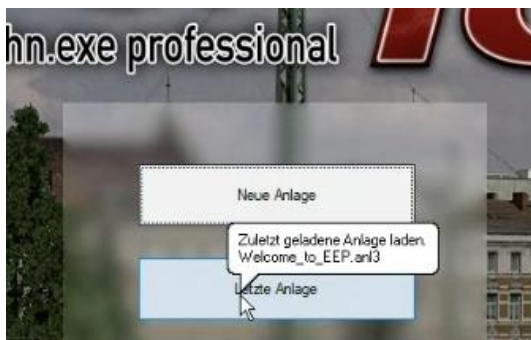 hn.exe professional
Neue Anlage
Zuletzt geladene Anlage laden.
Welcome_to_EEP.anl3
Letzte Anlage